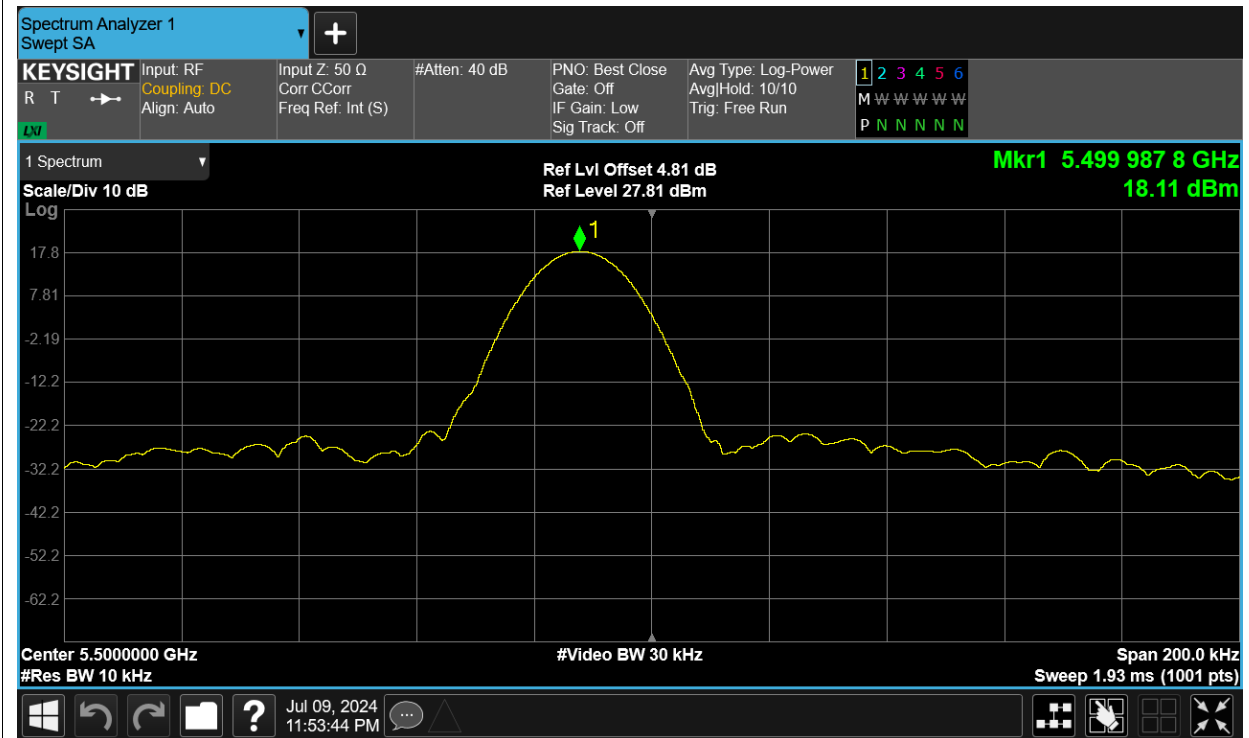 Spectrum Analyzer 1
Swept SA
KEYSIGHT
R T
LXI
Input: RF
Coupling: DC
Align: Auto
Input Z: 50 Ω
Corr CCorr
Freq Ref: Int (S)
#Atten: 40 dB
PNO: Best Close
Gate: Off
IF Gain: Low
Sig Track: Off
Avg Type: Log-Power
Avg|Hold: 10/10
Trig: Free Run
1 2 3 4 5 6
M W W W W W
P N N N N N
1 Spectrum
Scale/Div 10 dB
Log
Ref Lvl Offset 4.81 dB
Ref Level 27.81 dBm
Mkr1 5.499 987 8 GHz
18.11 dBm
1
17.8
7.81
-2.19
-12.2
-22.2
-32.2
-42.2
-52.2
-62.2
Center 5.5000000 GHz
#Res BW 10 kHz
#Video BW 30 kHz
Span 200.0 kHz
Sweep 1.93 ms (1001 pts)
?
Jul 09, 2024
11:53:44 PM